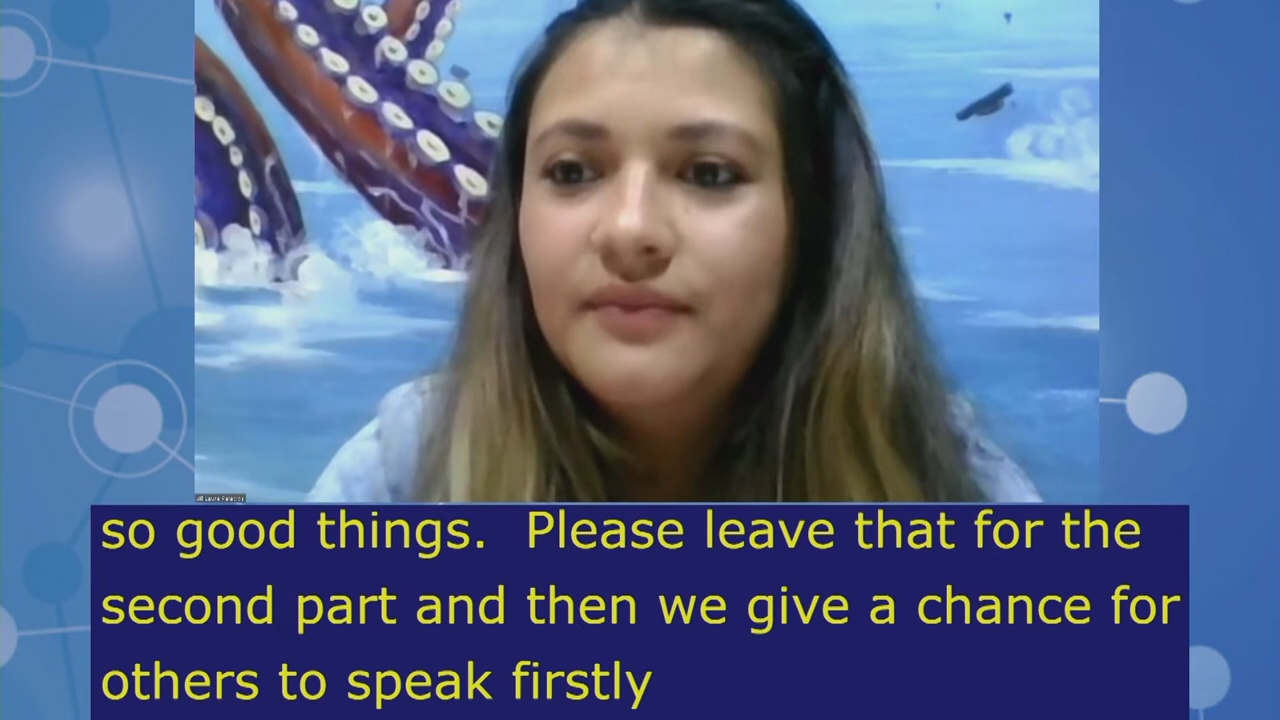 so good things.  Please leave that for the
second part and then we give a chance for
others to speak firstly